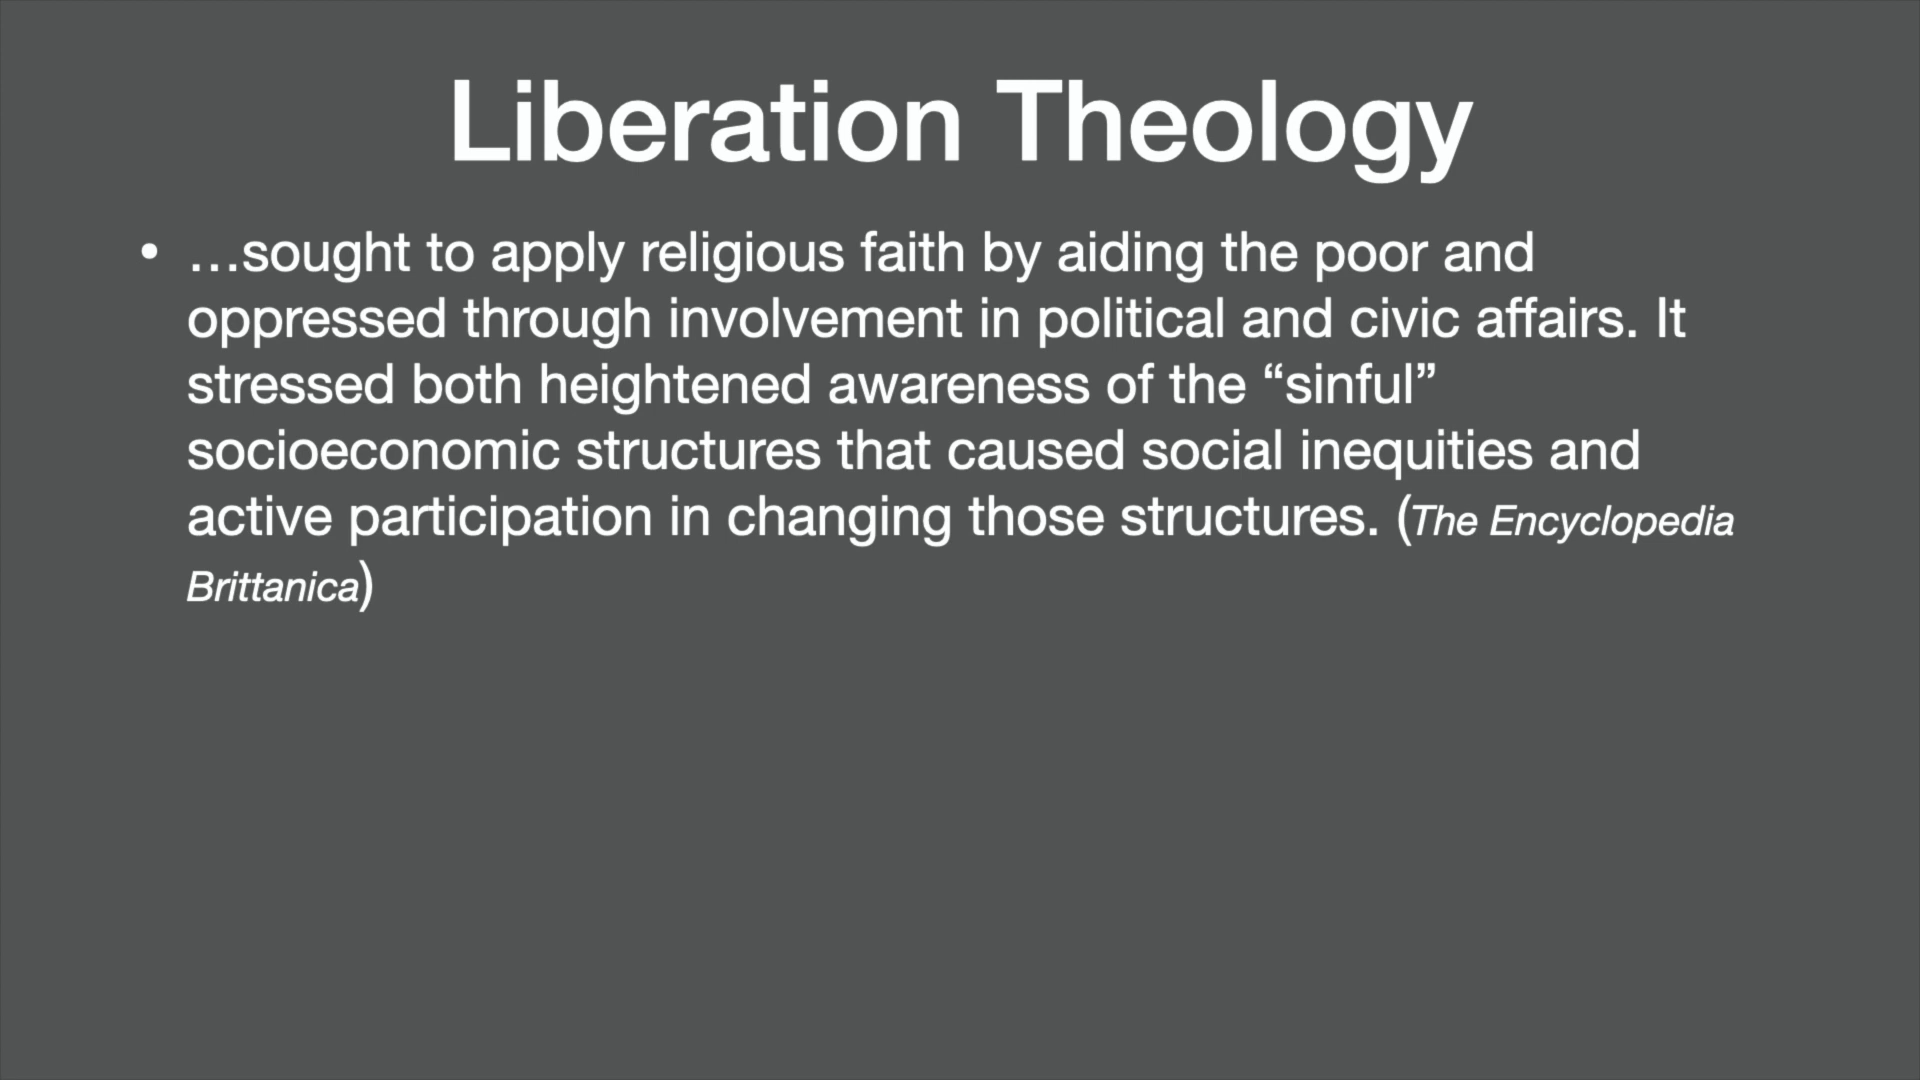 Liberation Theology
• …sought to apply religious faith by aiding the poor and
oppressed through involvement in political and civic affairs. It
stressed both heightened awareness of the “sinful”
socioeconomic structures that caused social inequities and
active participation in changing those structures. (The Encyclopedia
Brittanica)